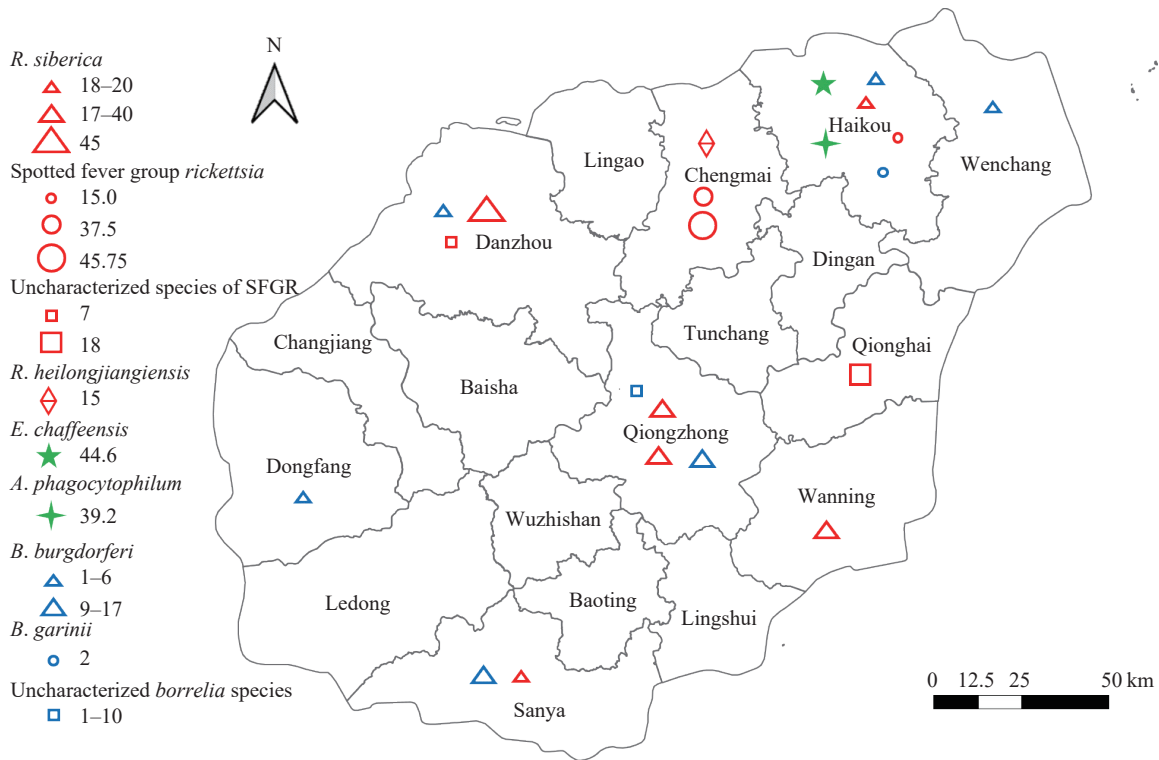 N
R. siberica
18–20
17–40
45
Spotted fever group rickettsia
15.0
37.5
45.75
Uncharacterized species of SFGR
7
18
R. heilongjiangiensis
15
E. chaffeensis
44.6
A. phagocytophilum
39.2
B. burgdorferi
1–6
9–17
B. garinii
2
Uncharacterized borrelia species
1–10
Haikou
Lingao
Wenchang
Chengmai
Danzhou
Dingan
Tunchang
Changjiang
Qionghai
Baisha
Qiongzhong
Dongfang
Wanning
Wuzhishan
Ledong
Baoting
Lingshui
Sanya
0 12.5 25 50 km